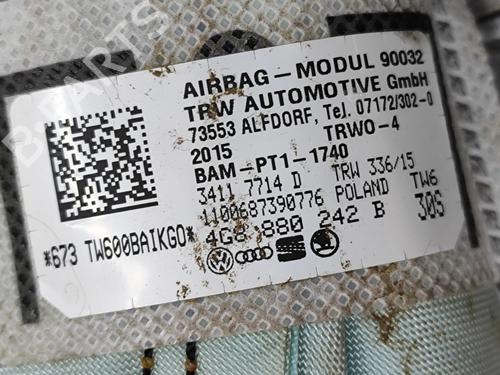 B-PARTS
AIRBAG-MODUL 90032
TRW AUTOMOTIVE GmbH
73553 ALFDORF, Tel. 07172/302-0
2015 TRWO-4
BAM-PT1-1740
3411 7714 D TRW 336/15
1100687390776 POLAND TW6
*673 TW600BAIKGO* 4G8 880 242 B 30S